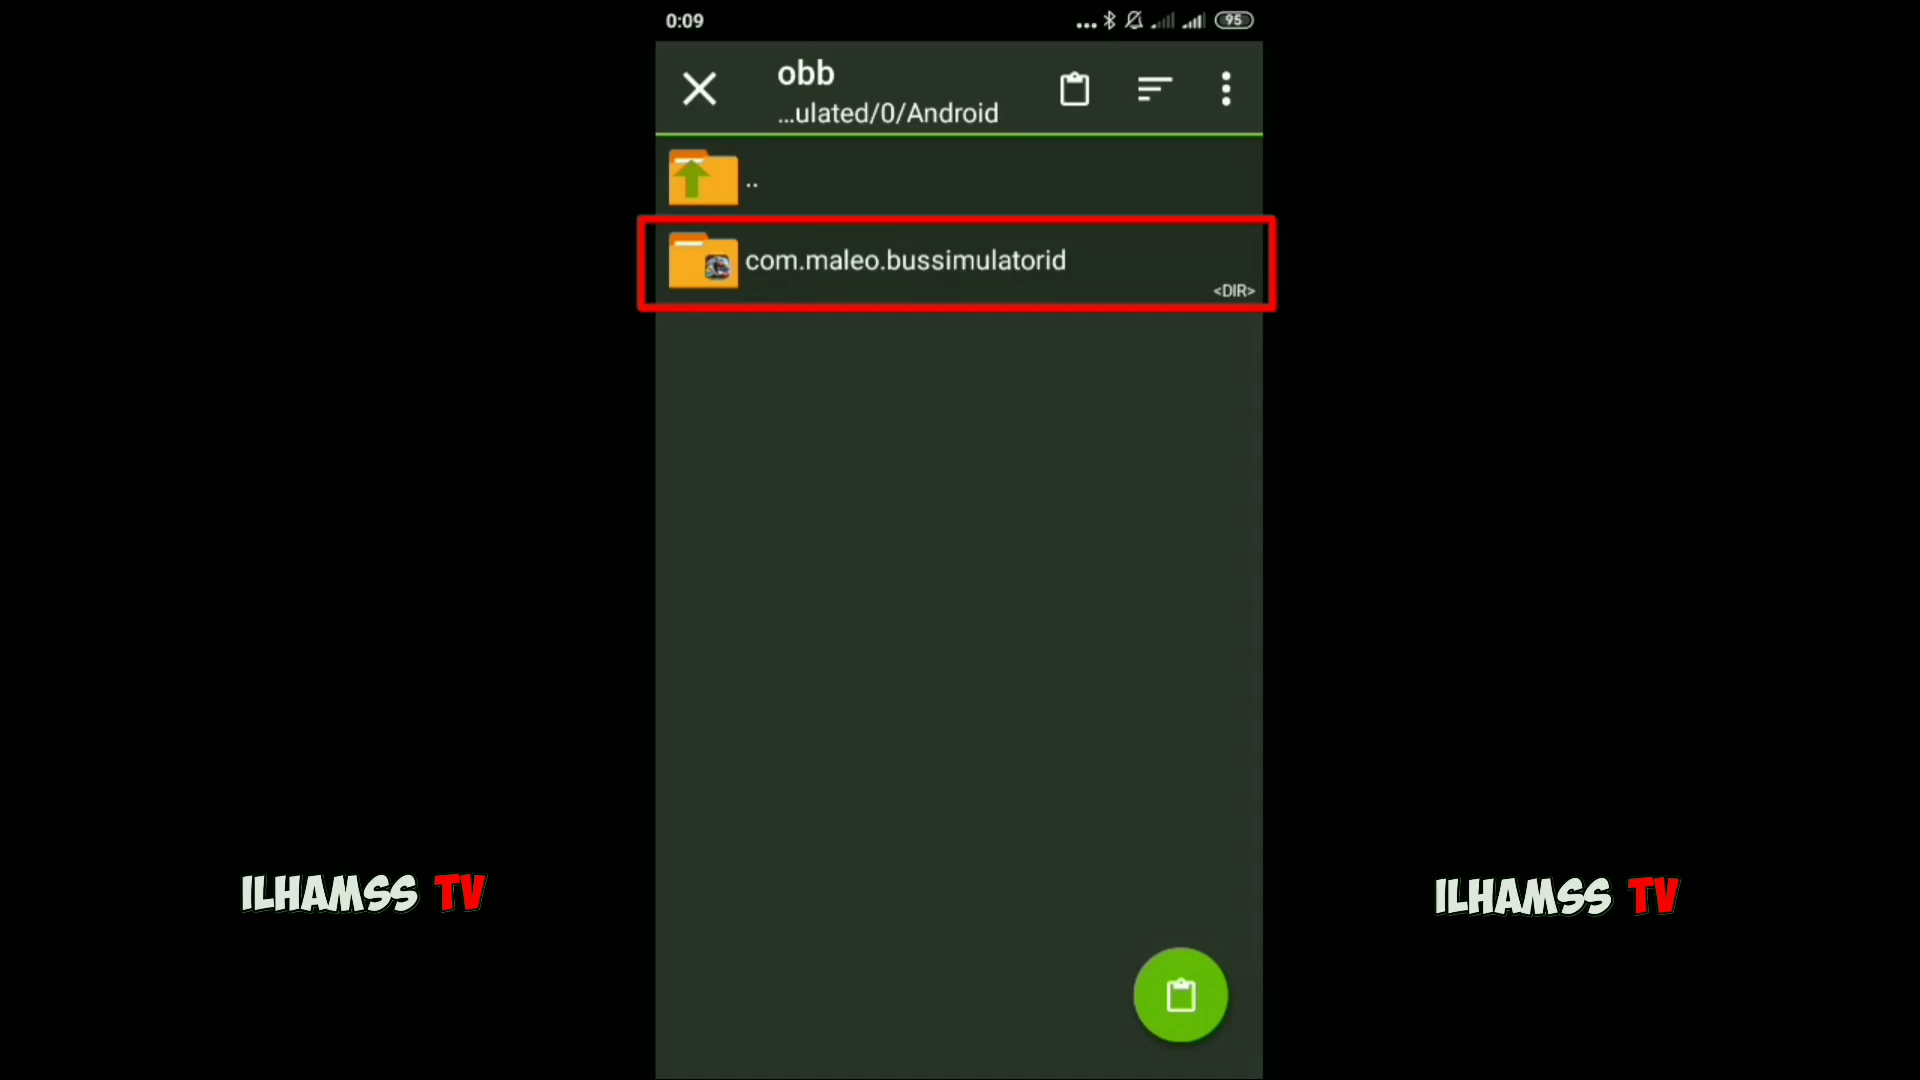 0:09
95
obb
...ulated/0/Android
..
com.maleo.bussimulatorid
<DIR>
ILHAMSS TV
ILHAMSS TV